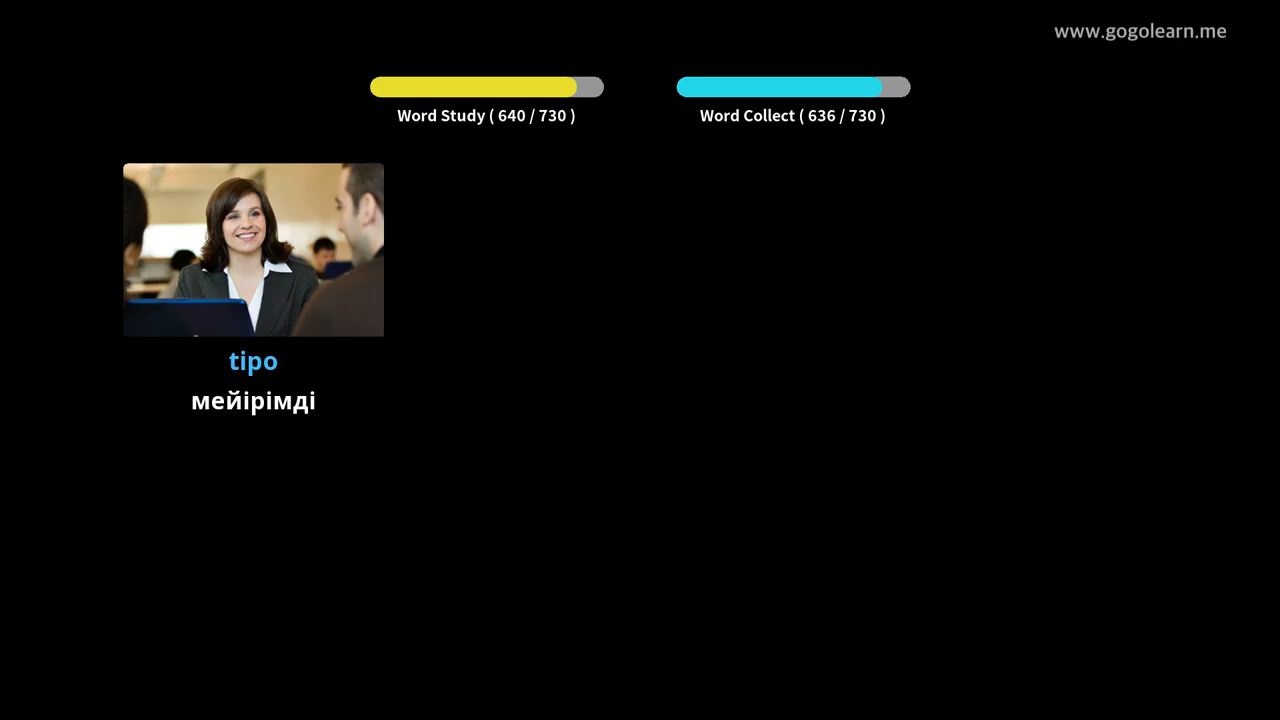 www.gogolearn.me
Word Study ( 640 / 730 )
Word Collect ( 636 / 730 )
tipo
мейірімді